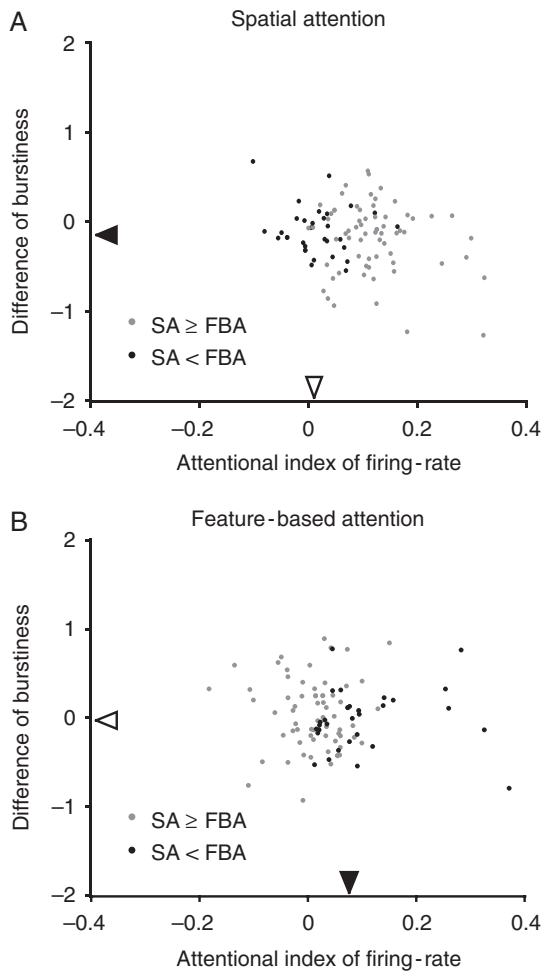 A
Spatial attention
2
1
0
−1
−2
Difference of burstiness
SA ≥ FBA
SA < FBA
−0.4
−0.2
0
0.2
0.4
Attentional index of firing-rate
B
Feature-based attention
2
1
0
−1
−2
Difference of burstiness
SA ≥ FBA
SA < FBA
−0.4
−0.2
0
0.2
0.4
Attentional index of firing-rate